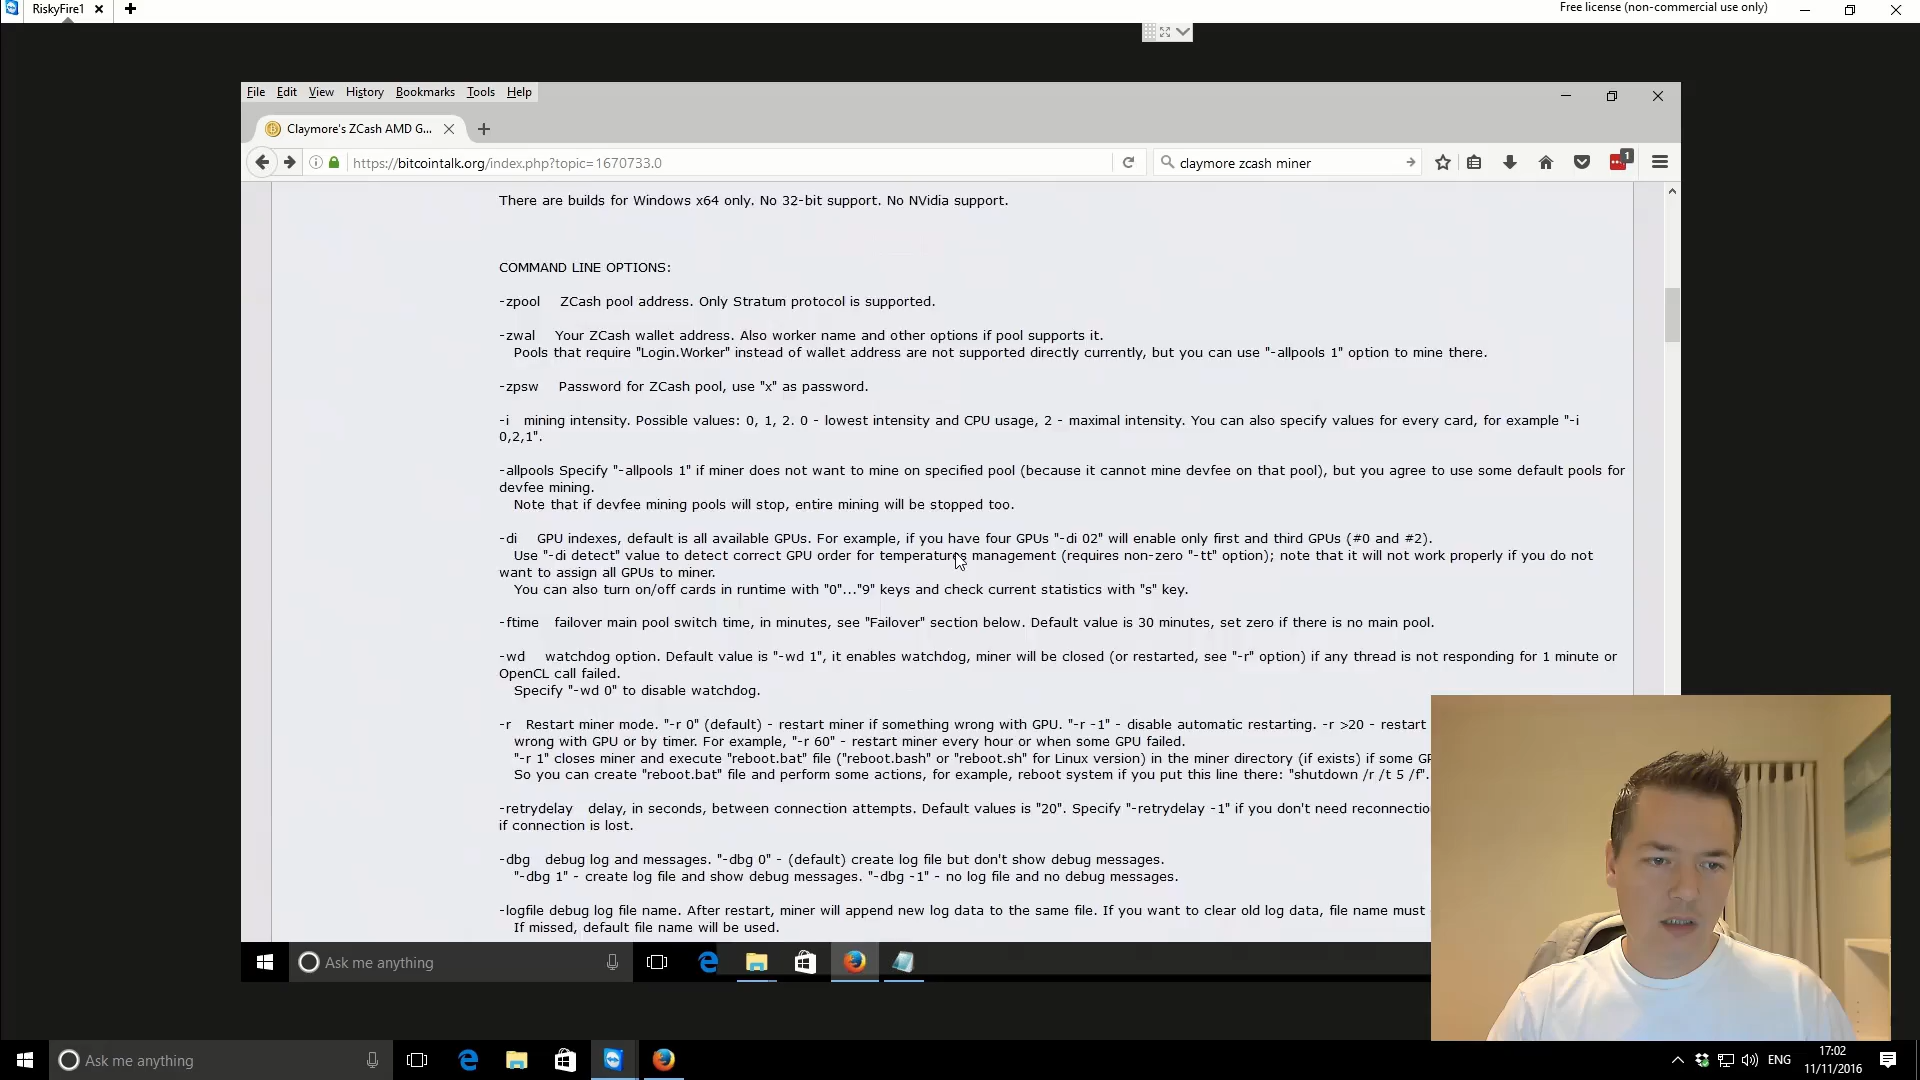 RiskyFire1
Free license (non-commercial use only)
File Edit View History Bookmarks Tools Help
Claymore's ZCash AMD G...
https://bitcointalk.org/index.php?topic=1670733.0
claymore zcash miner
1
There are builds for Windows x64 only. No 32-bit support. No NVidia support.
COMMAND LINE OPTIONS:
-zpool ZCash pool address. Only Stratum protocol is supported.
-zwal Your ZCash wallet address. Also worker name and other options if pool supports it.
Pools that require "Login.Worker" instead of wallet address are not supported directly currently, but you can use "-allpools 1" option to mine there.
-zpsw Password for ZCash pool, use "x" as password.
-i mining intensity. Possible values: 0, 1, 2. 0 - lowest intensity and CPU usage, 2 - maximal intensity. You can also specify values for every card, for example "-i
0,2,1".
-allpools Specify "-allpools 1" if miner does not want to mine on specified pool (because it cannot mine devfee on that pool), but you agree to use some default pools for
devfee mining.
Note that if devfee mining pools will stop, entire mining will be stopped too.
-di GPU indexes, default is all available GPUs. For example, if you have four GPUs "-di 02" will enable only first and third GPUs (#0 and #2).
Use "-di detect" value to detect correct GPU order for temperatures management (requires non-zero "-tt" option); note that it will not work properly if you do not
want to assign all GPUs to miner.
You can also turn on/off cards in runtime with "0"..."9" keys and check current statistics with "s" key.
-ftime failover main pool switch time, in minutes, see "Failover" section below. Default value is 30 minutes, set zero if there is no main pool.
-wd watchdog option. Default value is "-wd 1", it enables watchdog, miner will be closed (or restarted, see "-r" option) if any thread is not responding for 1 minute or
OpenCL call failed.
Specify "-wd 0" to disable watchdog.
-r Restart miner mode. "-r 0" (default) - restart miner if something wrong with GPU. "-r -1" - disable automatic restarting. -r >20 - restart
wrong with GPU or by timer. For example, "-r 60" - restart miner every hour or when some GPU failed.
"-r 1" closes miner and execute "reboot.bat" file ("reboot.bash" or "reboot.sh" for Linux version) in the miner directory (if exists) if some
So you can create "reboot.bat" file and perform some actions, for example, reboot system if you put this line there: "shutdown /r /t 5 /f".
-retrydelay delay, in seconds, between connection attempts. Default values is "20". Specify "-retrydelay -1" if you don't need
if connection is lost.
-dbg debug log and messages. "-dbg 0" - (default) create log file but don't show debug messages.
"-dbg 1" - create log file and show debug messages. "-dbg -1" - no log file and no debug messages.
-logfile debug log file name. After restart, miner will append new log data to the same file. If you want to clear old log data, file name must
If missed, default file name will be used.
Ask me anything
Ask me anything
ENG
17:02
11/11/2016